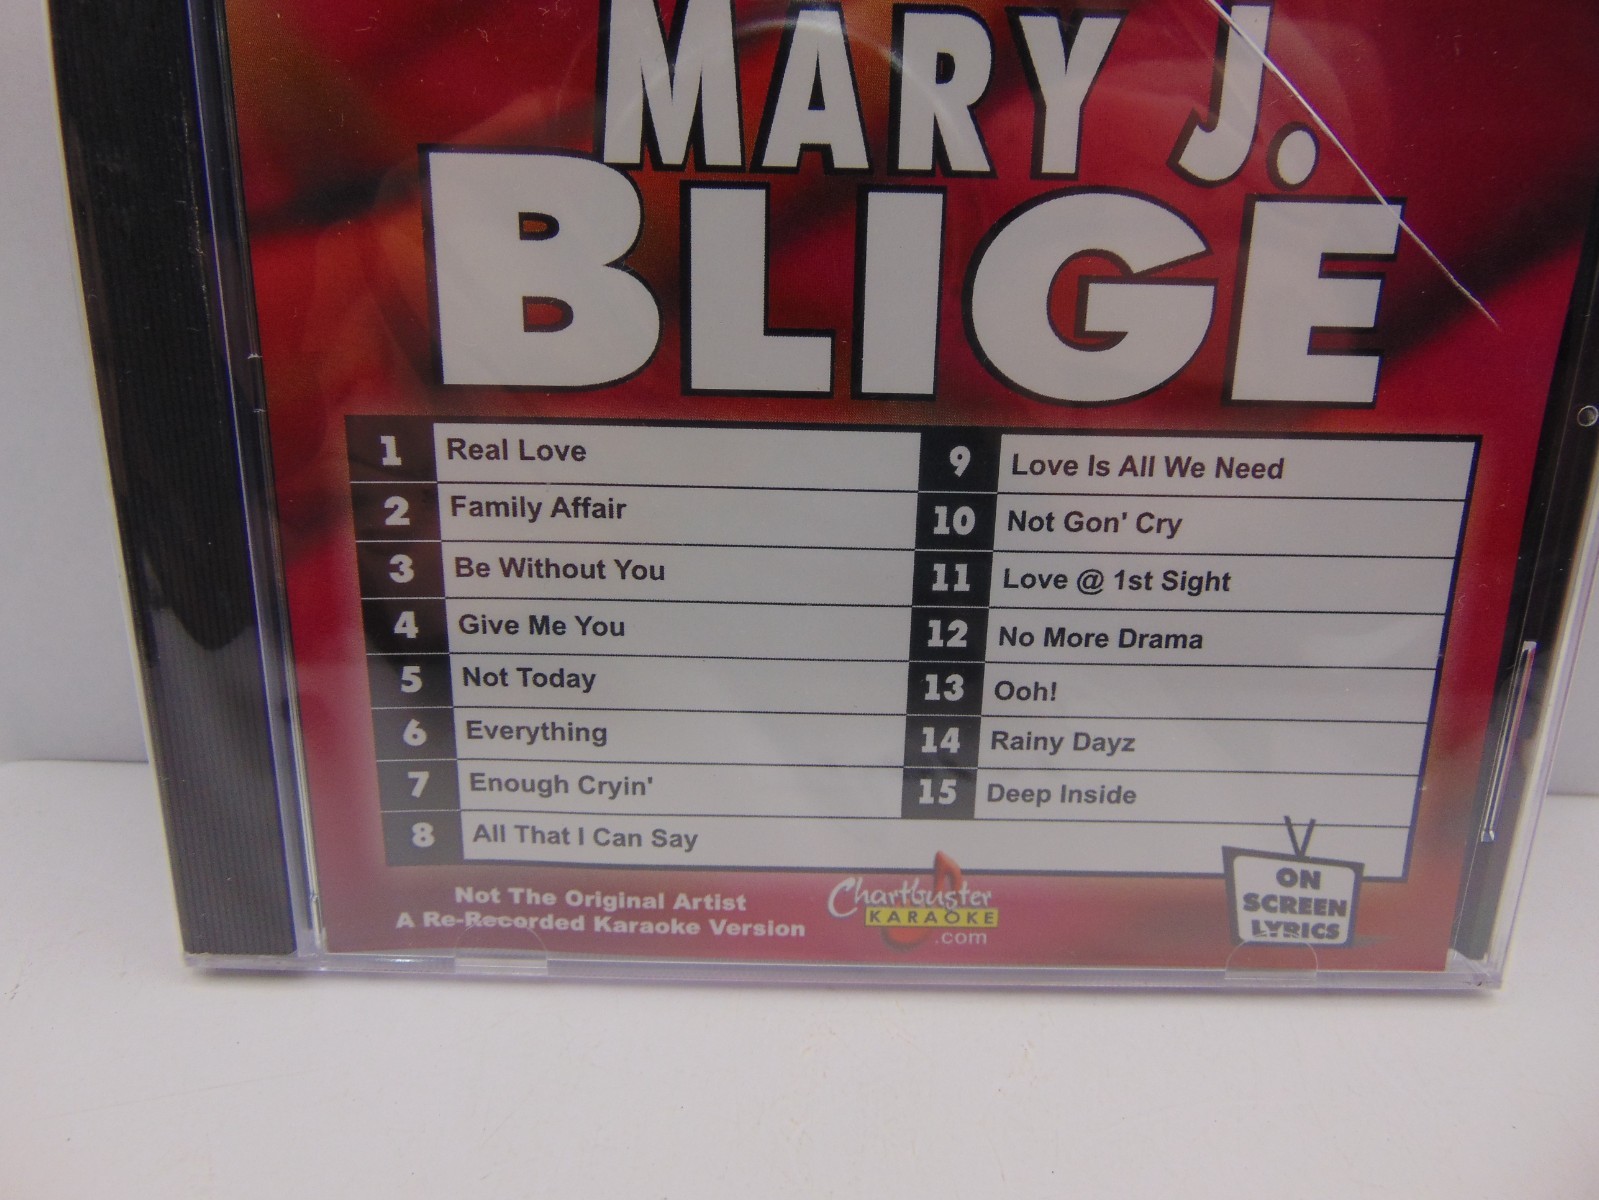 MARY J.
BLIGE
1 Real Love
2 Family Affair
3 Be Without You
4 Give Me You
5 Not Today
6 Everything
7 Enough Cryin'
8 All That I Can Say
9 Love Is All We Need
10 Not Gon' Cry
11 Love @ 1st Sight
12 No More Drama
13 Ooh!
14 Rainy Dayz
15 Deep Inside
Not The Original Artist
A Re-Recorded Karaoke Version
Chartbuster
KARAOKE
.com
ON
SCREEN
LYRICS